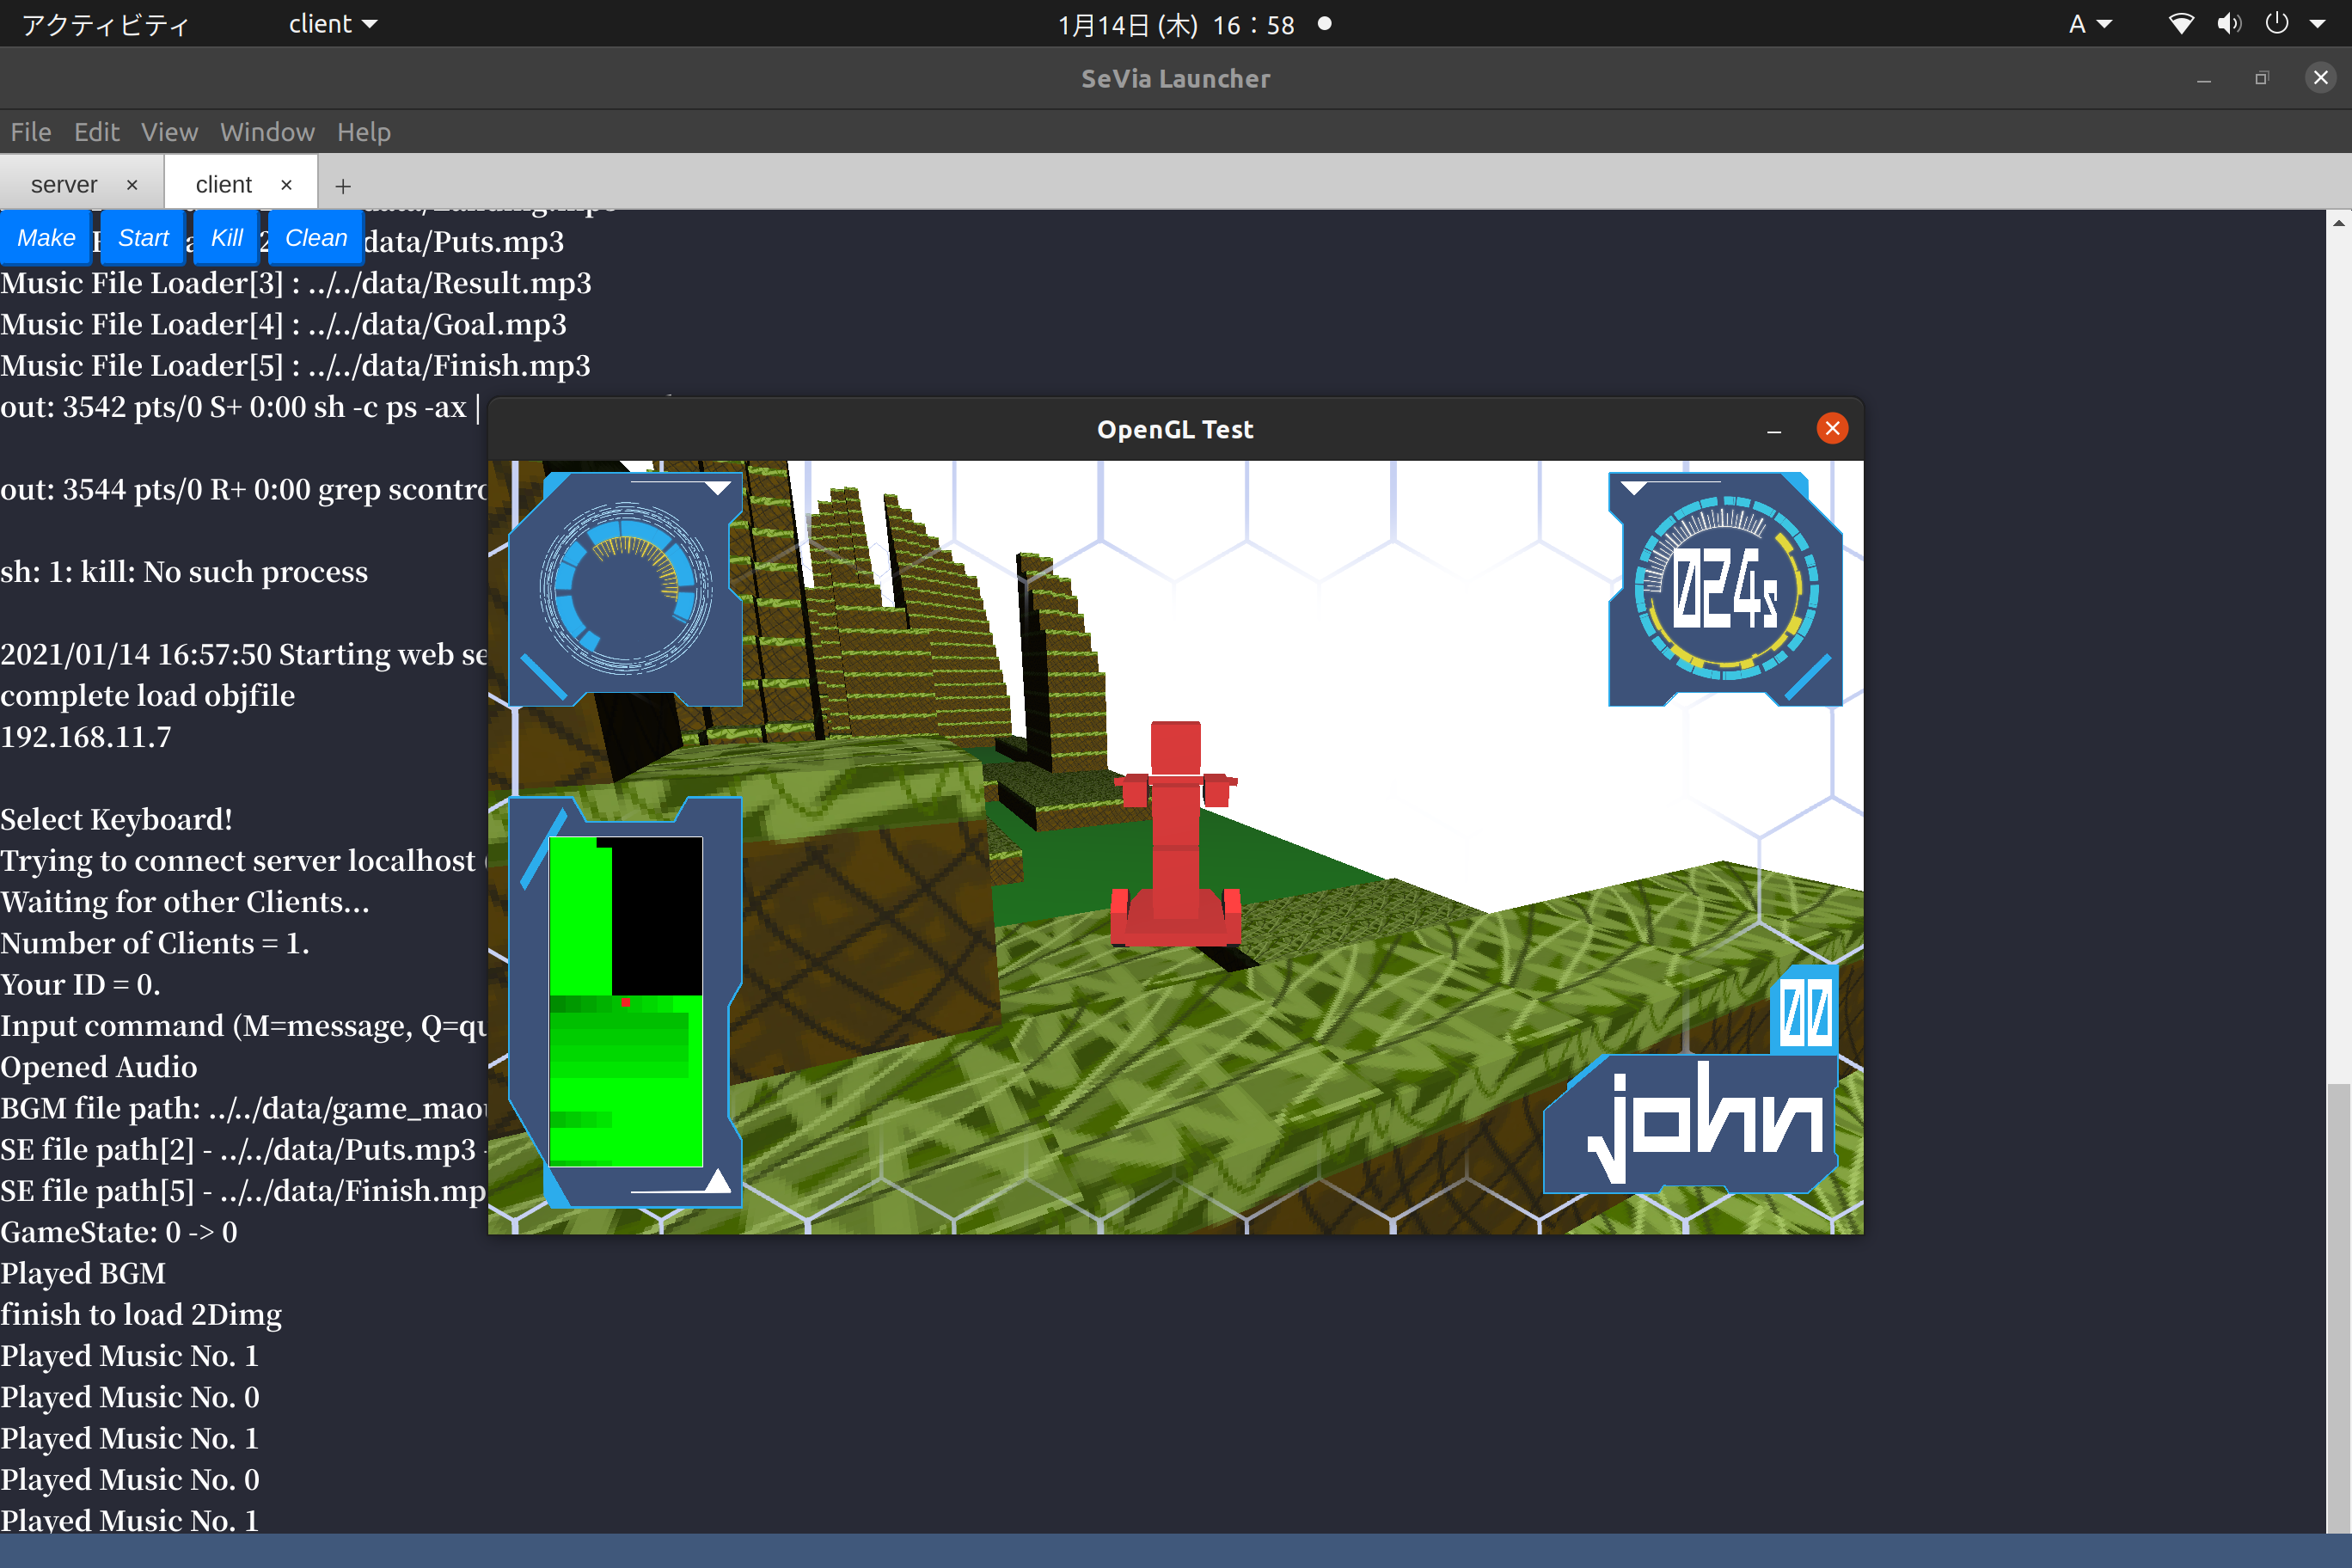 アクティビティ client 1月14日 (木) 16：58 A
SeVia Launcher
File Edit View Window Help
server × client × +
Make Start Kill Clean
data/Puts.mp3
Music File Loader[3] : ../../data/Result.mp3
Music File Loader[4] : ../../data/Goal.mp3
Music File Loader[5] : ../../data/Finish.mp3
out: 3542 pts/0 S+ 0:00 sh -c ps -ax |
out: 3544 pts/0 R+ 0:00 grep scontro
sh: 1: kill: No such process
2021/01/14 16:57:50 Starting web se
complete load objfile
192.168.11.7
Select Keyboard!
Trying to connect server localhost (
Waiting for other Clients...
Number of Clients = 1.
Your ID = 0.
Input command (M=message, Q=qu
Opened Audio
BGM file path: ../../data/game_maou
SE file path[2] - ../../data/Puts.mp3 -
SE file path[5] - ../../data/Finish.mp
GameState: 0 -> 0
Played BGM
finish to load 2Dimg
Played Music No. 1
Played Music No. 0
Played Music No. 1
Played Music No. 0
Played Music No. 1
OpenGL Test
024s
00
john